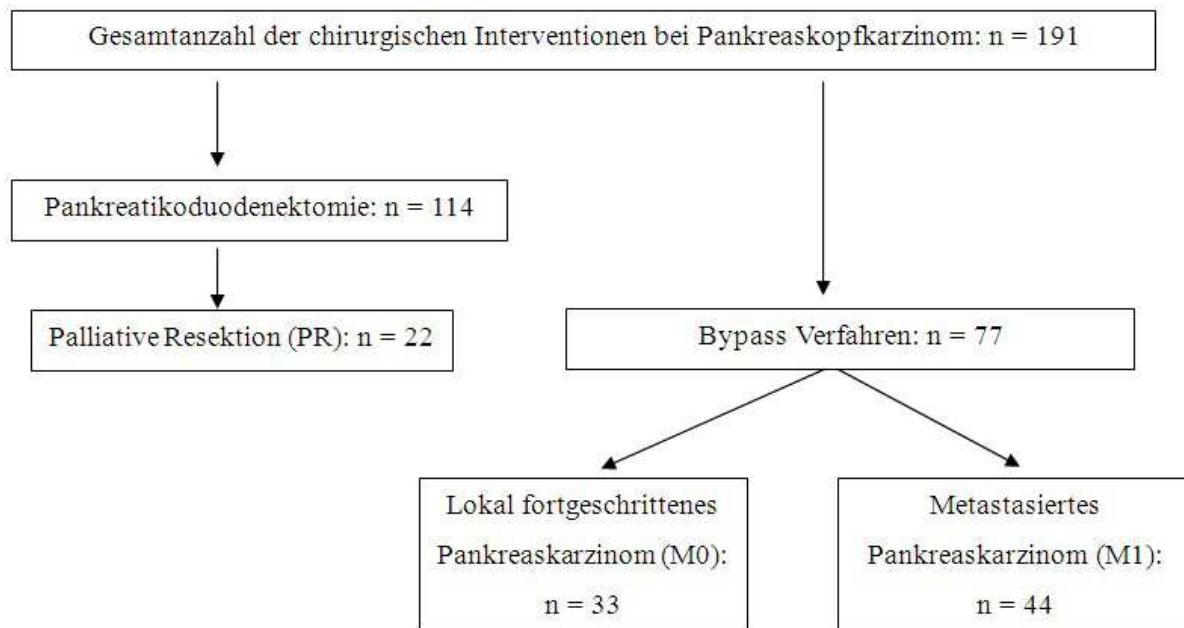 Gesamtanzahl der chirurgischen Interventionen bei Pankreaskopfkarzinom: n = 191
Pankreatikoduodenektomie: n = 114
Palliative Resektion (PR): n = 22
Bypass Verfahren: n = 77
Lokal fortgeschrittenes
Pankreaskarzinom (M0):
n = 33
Metastasiertes
Pankreaskarzinom (M1):
n = 44